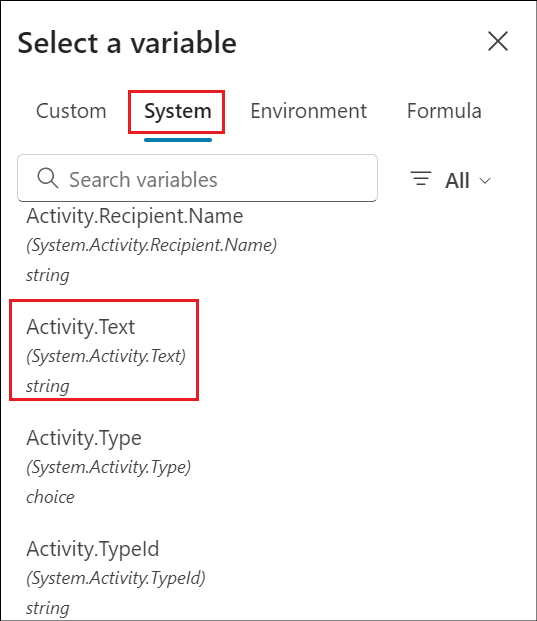 Select a variable
Custom System Environment Formula
Search variables All
Activity.Recipient.Name
(System.Activity.Recipient.Name)
string
Activity.Text
(System.Activity.Text)
string
Activity.Type
(System.Activity.Type)
choice
Activity.TypeId
(System.Activity.TypeId)
string